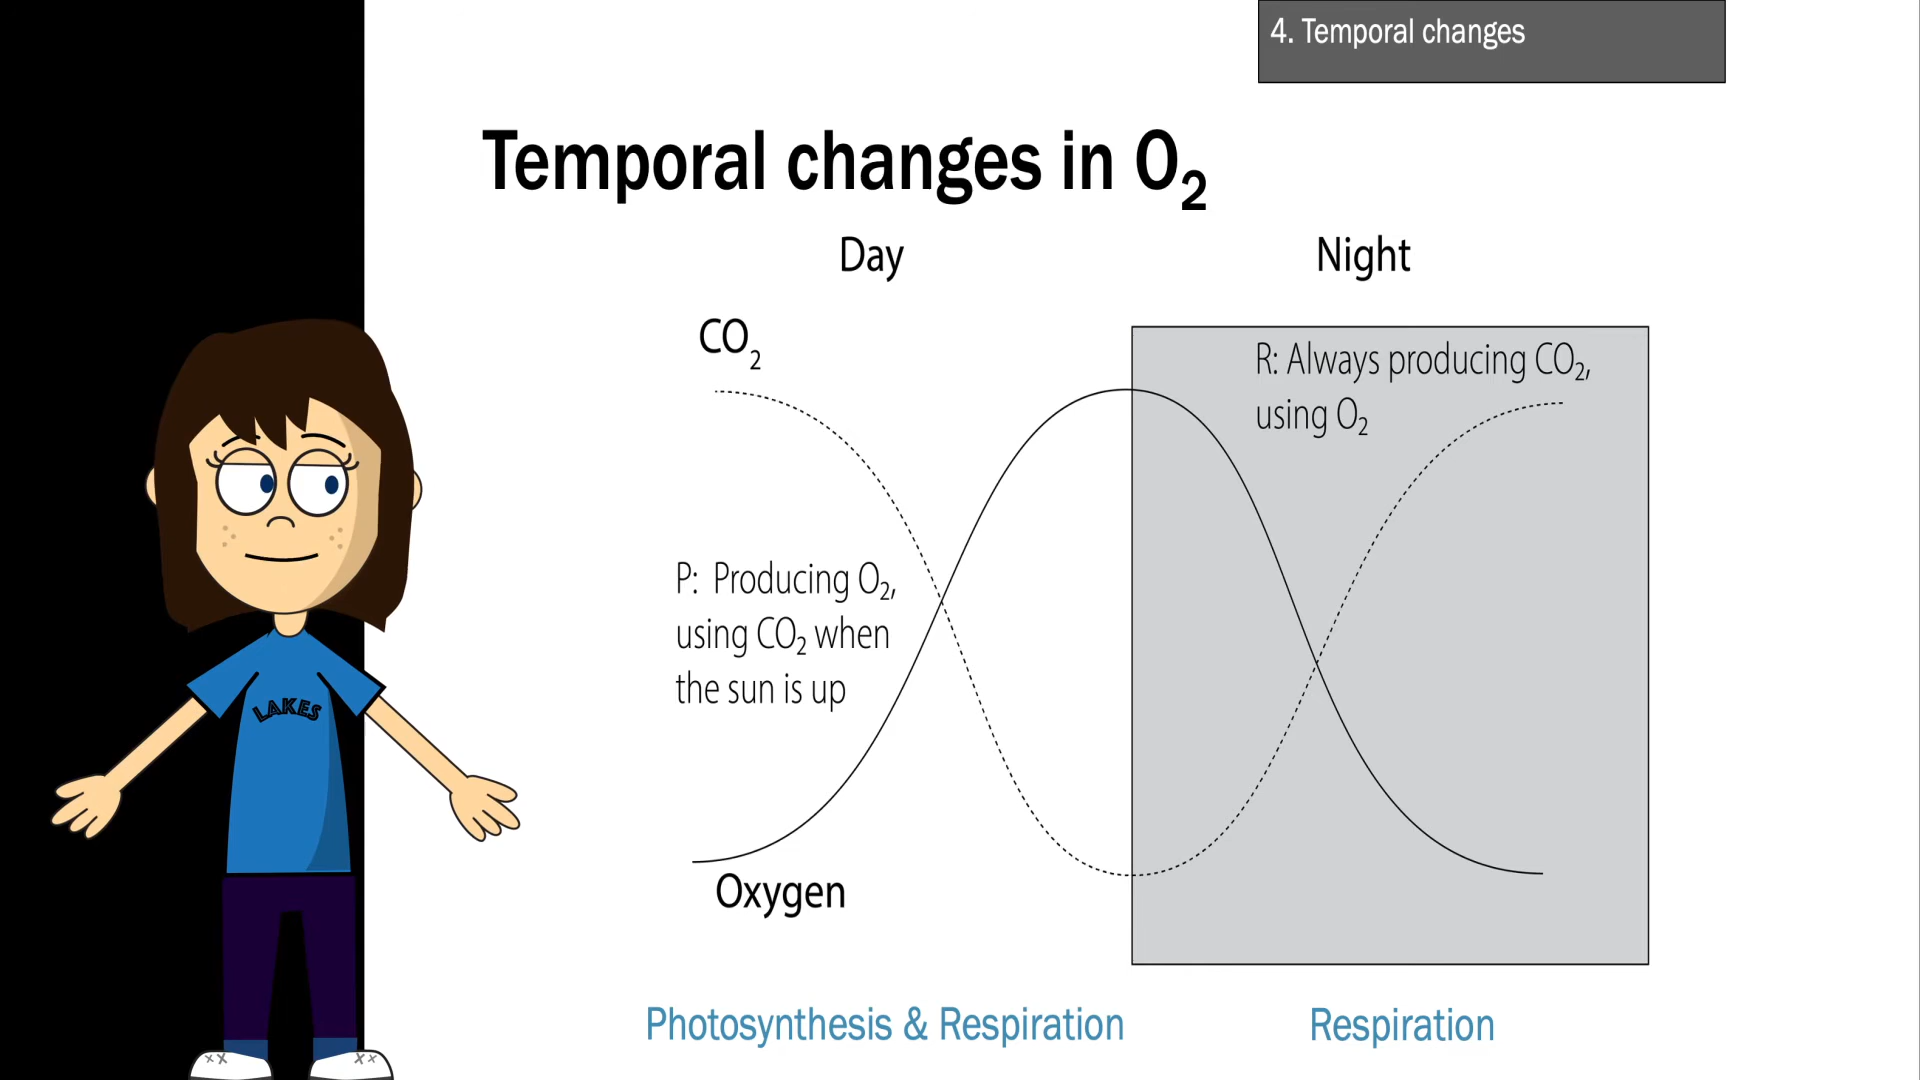 4. Temporal changes
Temporal changes in O₂
Day
Night
CO₂
R: Always producing CO₂,
using O₂
P: Producing O₂,
using CO₂ when
the sun is up
LAKES
Oxygen
Photosynthesis & Respiration
Respiration